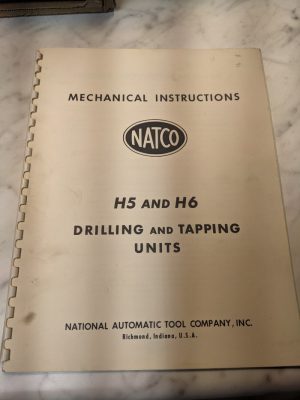 MECHANICAL INSTRUCTIONS
NATCO
H5 AND H6
DRILLING AND TAPPING
UNITS
NATIONAL AUTOMATIC TOOL COMPANY, INC.
Richmond, Indiana, U.S.A.